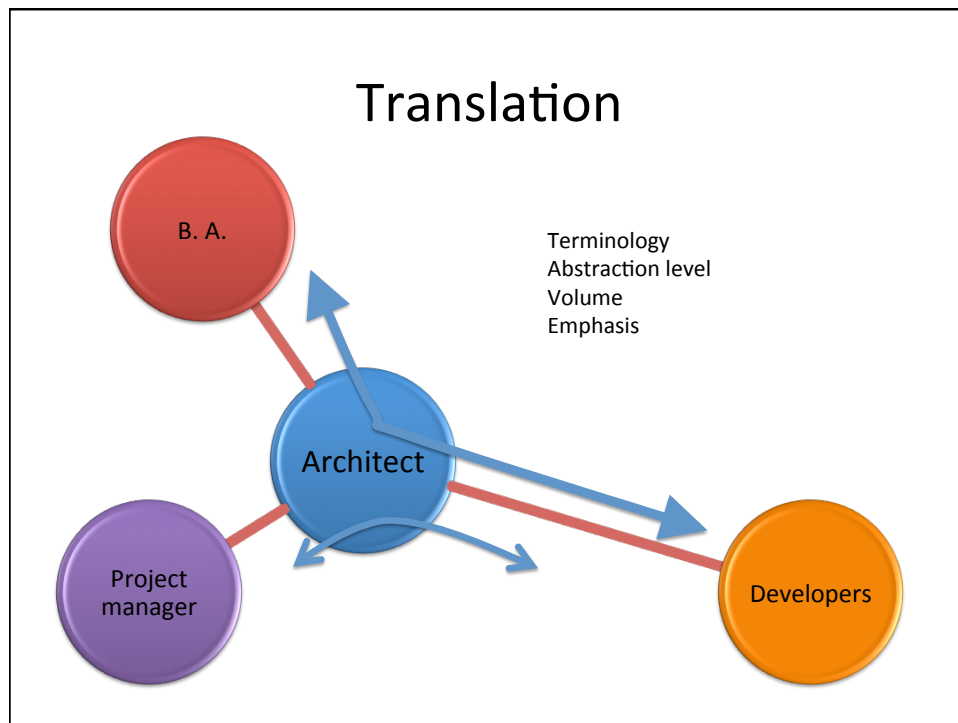 Translation
B. A.
Terminology
Abstraction level
Volume
Emphasis
Architect
Project
manager
Developers